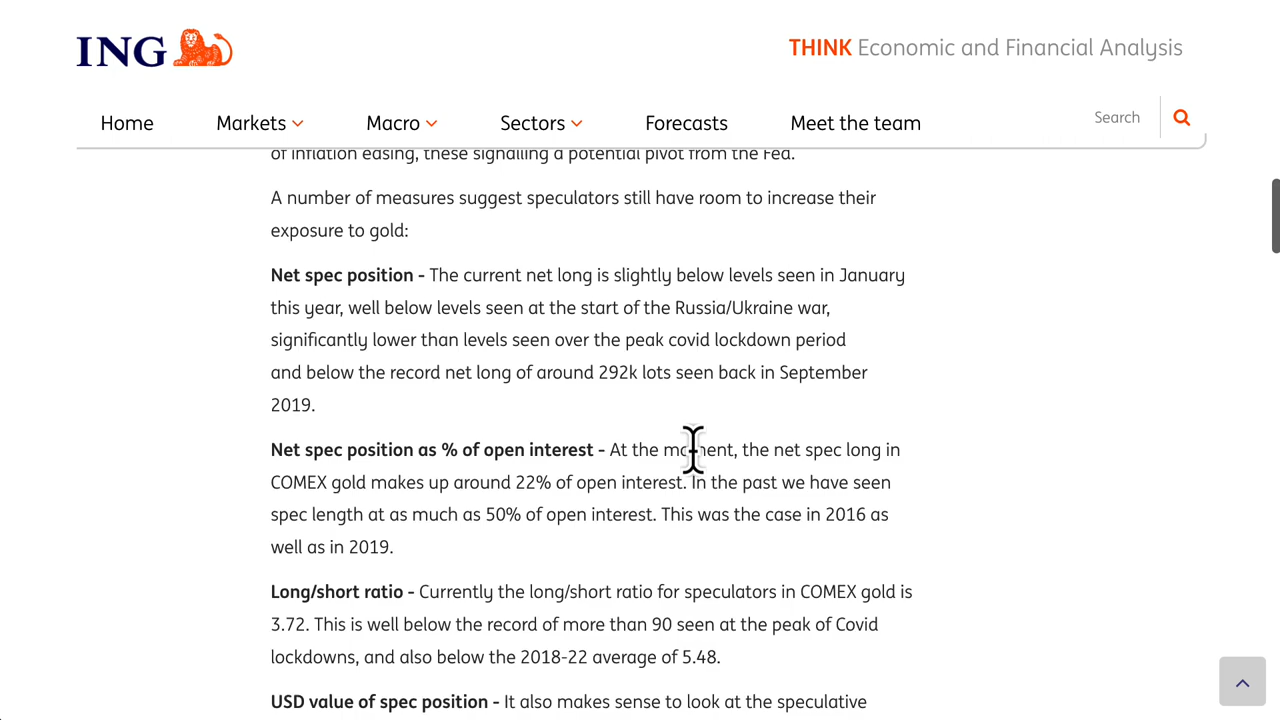 ING
THINK Economic and Financial Analysis
Home
Markets
Macro
Sectors
Forecasts
Meet the team
Search
of inflation easing, these signalling a potential pivot from the Fed.
A number of measures suggest speculators still have room to increase their
exposure to gold:
Net spec position - The current net long is slightly below levels seen in January
this year, well below levels seen at the start of the Russia/Ukraine war,
significantly lower than levels seen over the peak covid lockdown period
and below the record net long of around 292k lots seen back in September
2019.
Net spec position as % of open interest - At the moment, the net spec long in
COMEX gold makes up around 22% of open interest. In the past we have seen
spec length at as much as 50% of open interest. This was the case in 2016 as
well as in 2019.
Long/short ratio - Currently the long/short ratio for speculators in COMEX gold is
3.72. This is well below the record of more than 90 seen at the peak of Covid
lockdowns, and also below the 2018-22 average of 5.48.
USD value of spec position - It also makes sense to look at the speculative